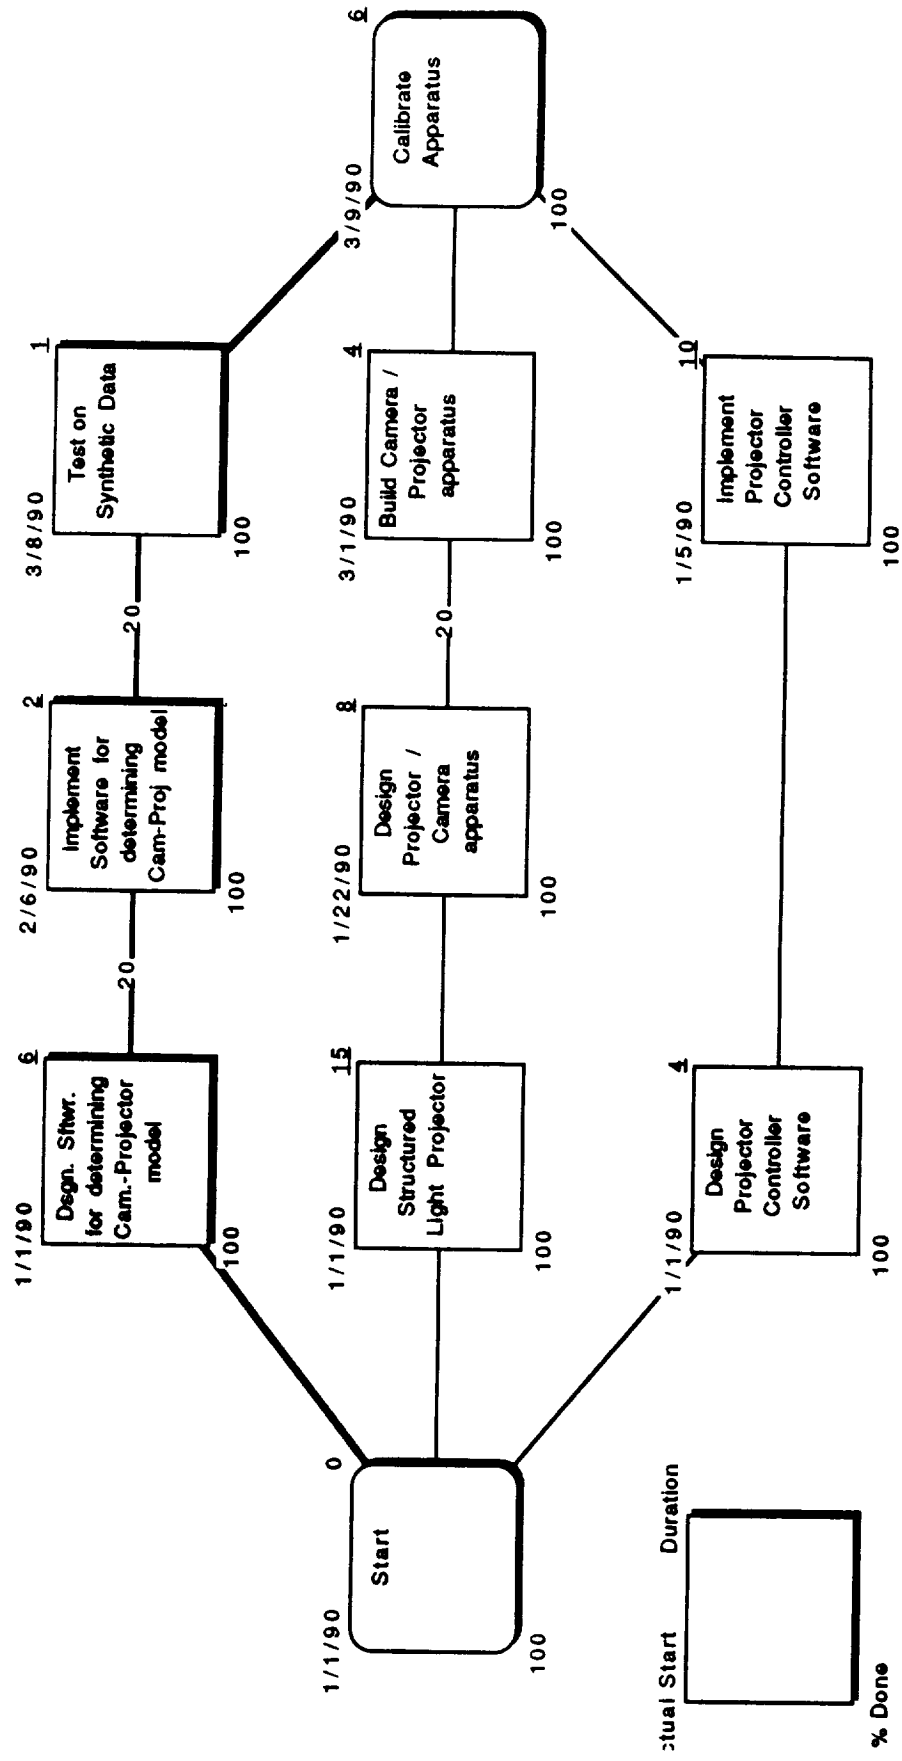 1/1/90
0
Start
100
1/1/90
6
Dsgn. Sftwr.
for determining
Cam.-Projector
model
100
20
2/6/90
2
Implement
Software for
determining
Cam-Proj model
100
20
3/8/90
1
Test on
Synthetic Data
100
1/1/90
15
Design
Structured
Light Projector
100
1/22/90
8
Design
Projector /
Camera
apparatus
100
20
3/1/90
4
Build Camera /
Projector
apparatus
100
1/1/90
4
Design
Projector
Controller
Software
100
1/5/90
10
Implement
Projector
Controller
Software
100
3/9/90
6
Calibrate
Apparatus
100
ctual Start
Duration
% Done